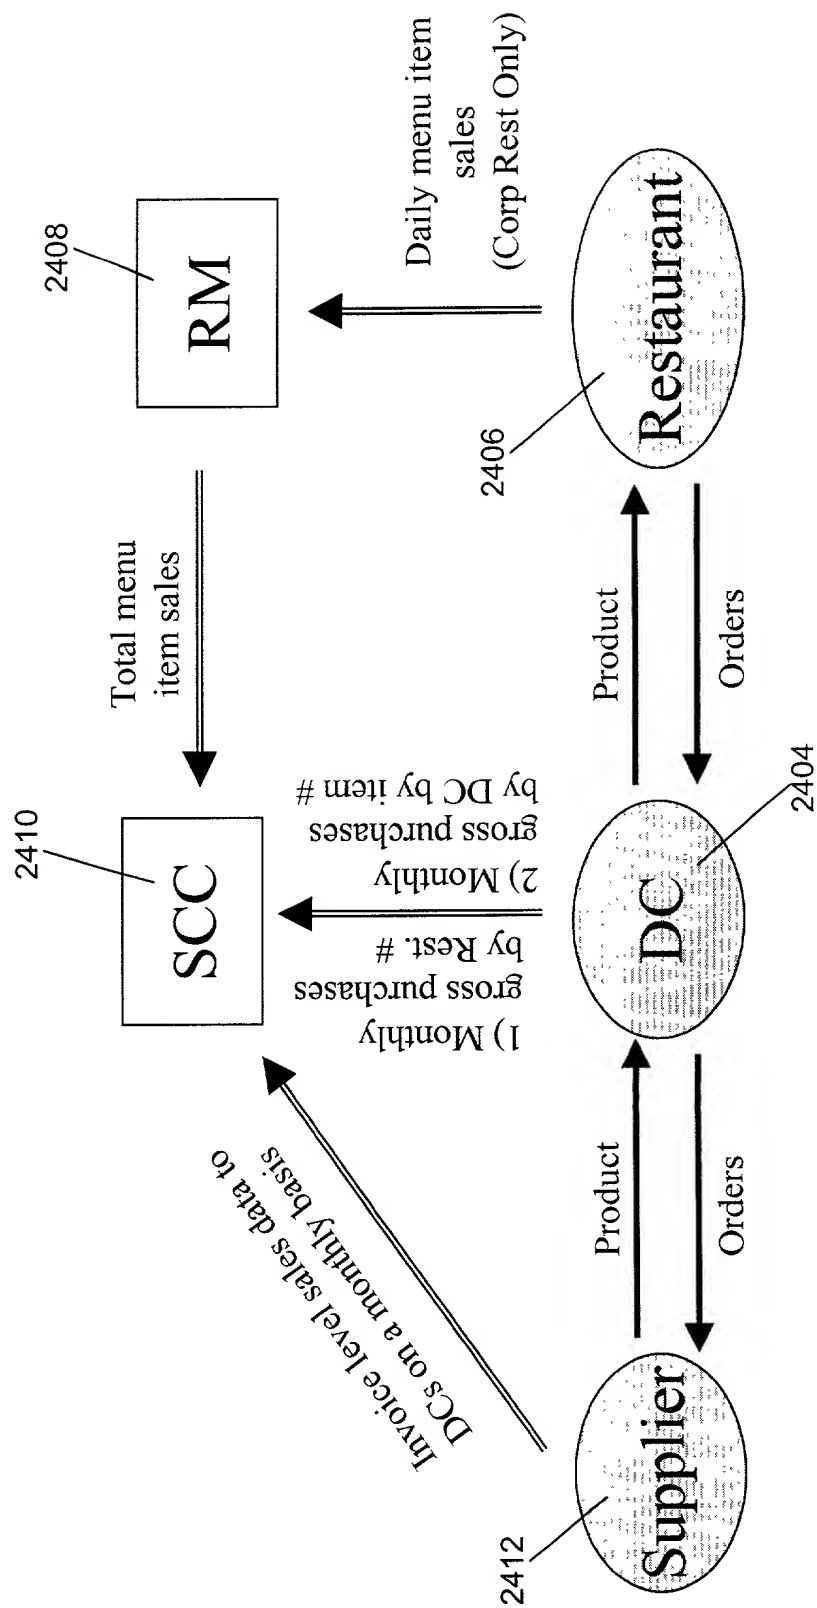 2410
SCC
Total menu
item sales
2408
RM
Invoice level sales data to
DCs on a monthly basis
1) Monthly
gross purchases
by Rest. #
2) Monthly
gross purchases
by DC by item #
Daily menu item
sales
(Corp Rest Only)
2412
Supplier
Product
Orders
DC
2404
Product
Orders
2406
Restaurant